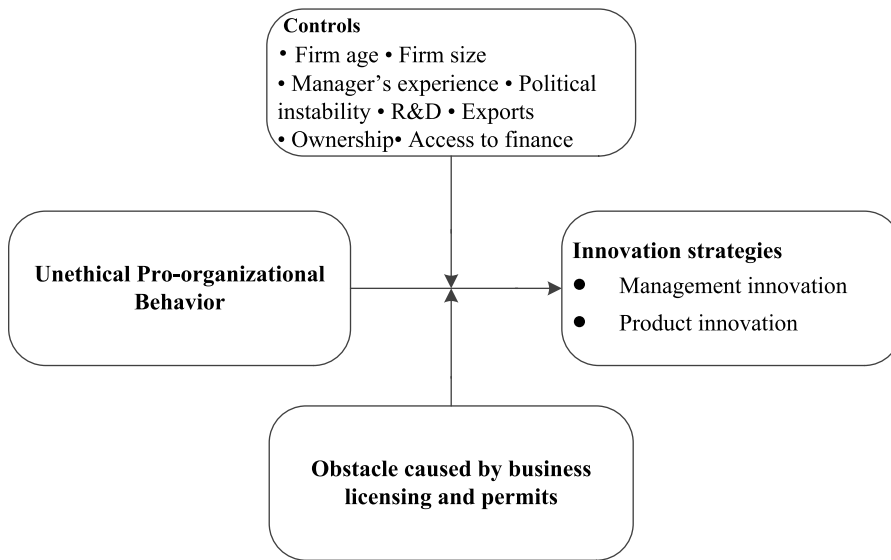 Controls
• Firm age • Firm size
• Manager’s experience • Political
instability • R&D • Exports
• Ownership• Access to finance
Unethical Pro-organizational
Behavior
Innovation strategies
● Management innovation
● Product innovation
Obstacle caused by business
licensing and permits